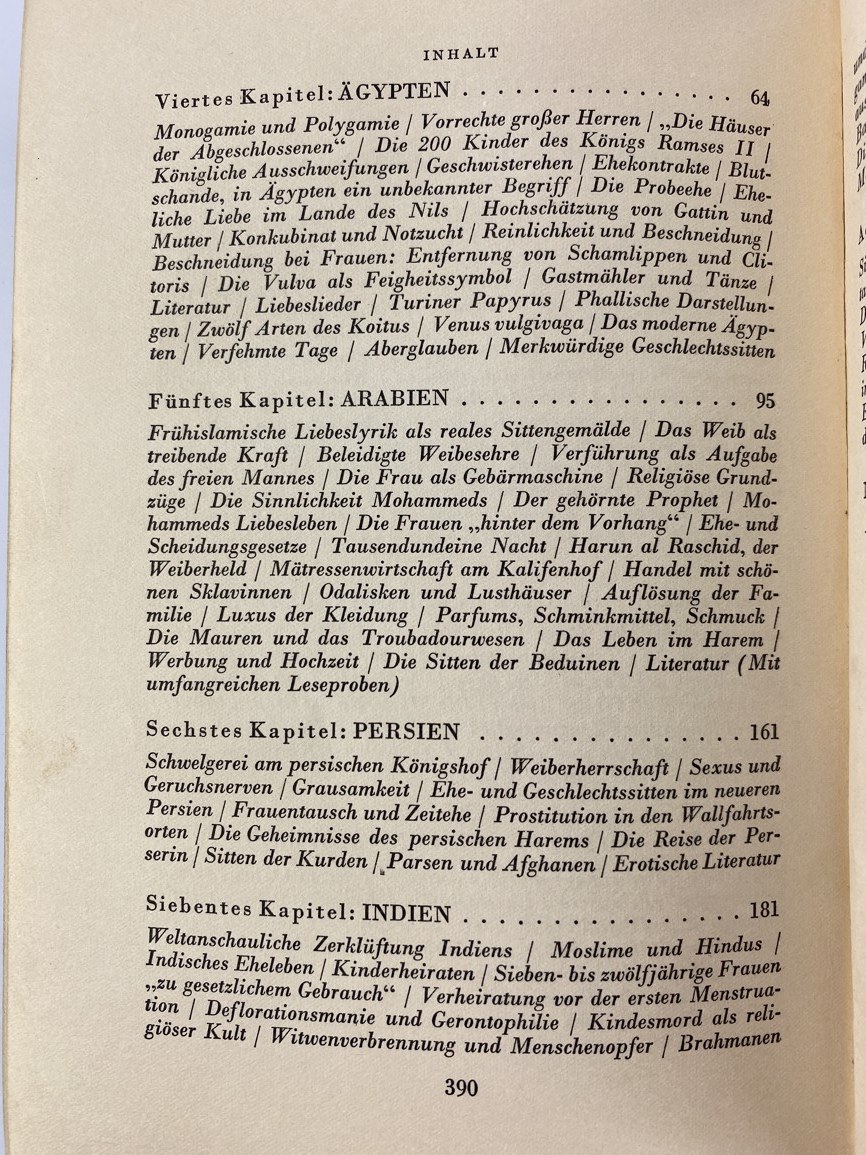 INHALT
Viertes Kapitel: ÄGYPTEN . . . . . . . . . . . . . . . . 64
Monogamie und Polygamie / Vorrechte großer Herren / „Die Häuser
der Abgeschlossenen“ / Die 200 Kinder des Königs Ramses II /
Königliche Ausschweifungen / Geschwisterehen / Ehekontrakte / Blut-
schande, in Ägypten ein unbekannter Begriff / Die Probeehe / Ehe-
liche Liebe im Lande des Nils / Hochschätzung von Gattin und
Mutter / Konkubinat und Notzucht / Reinlichkeit und Beschneidung /
Beschneidung bei Frauen: Entfernung von Schamlippen und Cli-
toris / Die Vulva als Feigheitssymbol / Gastmähler und Tänze /
Literatur / Liebeslieder / Turiner Papyrus / Phallische Darstellun-
gen / Zwölf Arten des Koitus / Venus vulgivaga / Das moderne Ägyp-
ten / Verfehmte Tage / Aberglauben / Merkwürdige Geschlechtssitten
Fünftes Kapitel: ARABIEN . . . . . . . . . . . . . . . . 95
Frühislamische Liebeslyrik als reales Sittengemälde / Das Weib als
treibende Kraft / Beleidigte Weibesehre / Verführung als Aufgabe
des freien Mannes / Die Frau als Gebärmaschine / Religiöse Grund-
züge / Die Sinnlichkeit Mohammeds / Der gehörnte Prophet / Mo-
hammeds Liebesleben / Die Frauen „hinter dem Vorhang“ / Ehe- und
Scheidungsgesetze / Tausendundeine Nacht / Harun al Raschid, der
Weiberheld / Mätressenwirtschaft am Kalifenhof / Handel mit schö-
nen Sklavinnen / Odalisken und Lusthäuser / Auflösung der Fa-
milie / Luxus der Kleidung / Parfums, Schminkmittel, Schmuck /
Die Mauren und das Troubadourwesen / Das Leben im Harem /
Werbung und Hochzeit / Die Sitten der Beduinen / Literatur (Mit
umfangreichen Leseproben)
Sechstes Kapitel: PERSIEN . . . . . . . . . . . . . . . 161
Schwelgerei am persischen Königshof / Weiberherrschaft / Sexus und
Geruchsnerven / Grausamkeit / Ehe- und Geschlechtssitten im neueren
Persien / Frauentausch und Zeitehe / Prostitution in den Wallfahrts-
orten / Die Geheimnisse des persischen Harems / Die Reise der Per-
serin / Sitten der Kurden / Parsen und Afghanen / Erotische Literatur
Siebentes Kapitel: INDIEN . . . . . . . . . . . . . . . . 181
Weltanschauliche Zerklüftung Indiens / Moslime und Hindus /
Indisches Eheleben / Kinderheiraten / Sieben- bis zwölfjährige Frauen
„zu gesetzlichem Gebrauch“ / Verheiratung vor der ersten Menstrua-
tion / Deflorationsmanie und Gerontophilie / Kindesmord als reli-
giöser Kult / Witwenverbrennung und Menschenopfer / Brahmanen
390